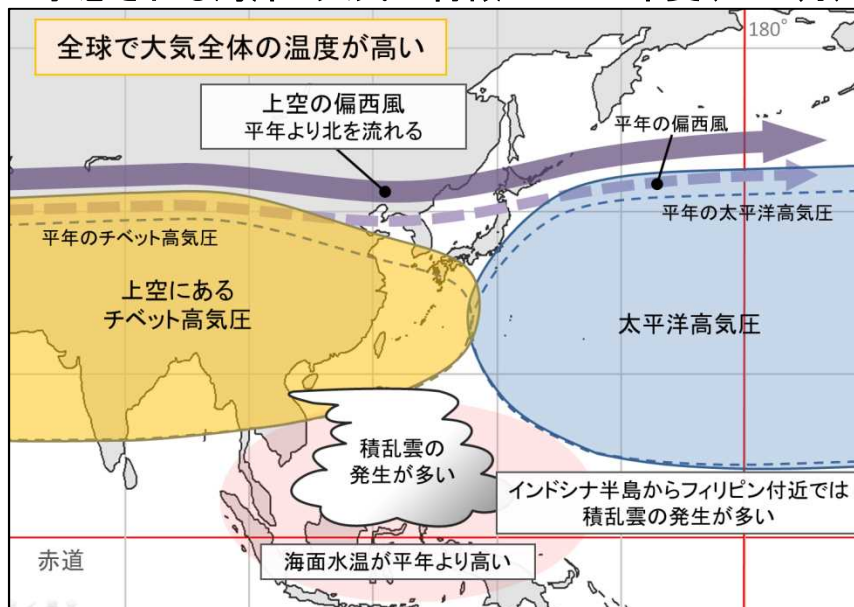 全球で大気全体の温度が高い
180°
上空の偏西風
平年より北を流れる
平年の偏西風
平年のチベット高気圧
平年の太平洋高気圧
上空にある
チベット高気圧
太平洋高気圧
積乱雲の
発生が多い
インドシナ半島からフィリピン付近では
積乱雲の発生が多い
赤道
海面水温が平年より高い